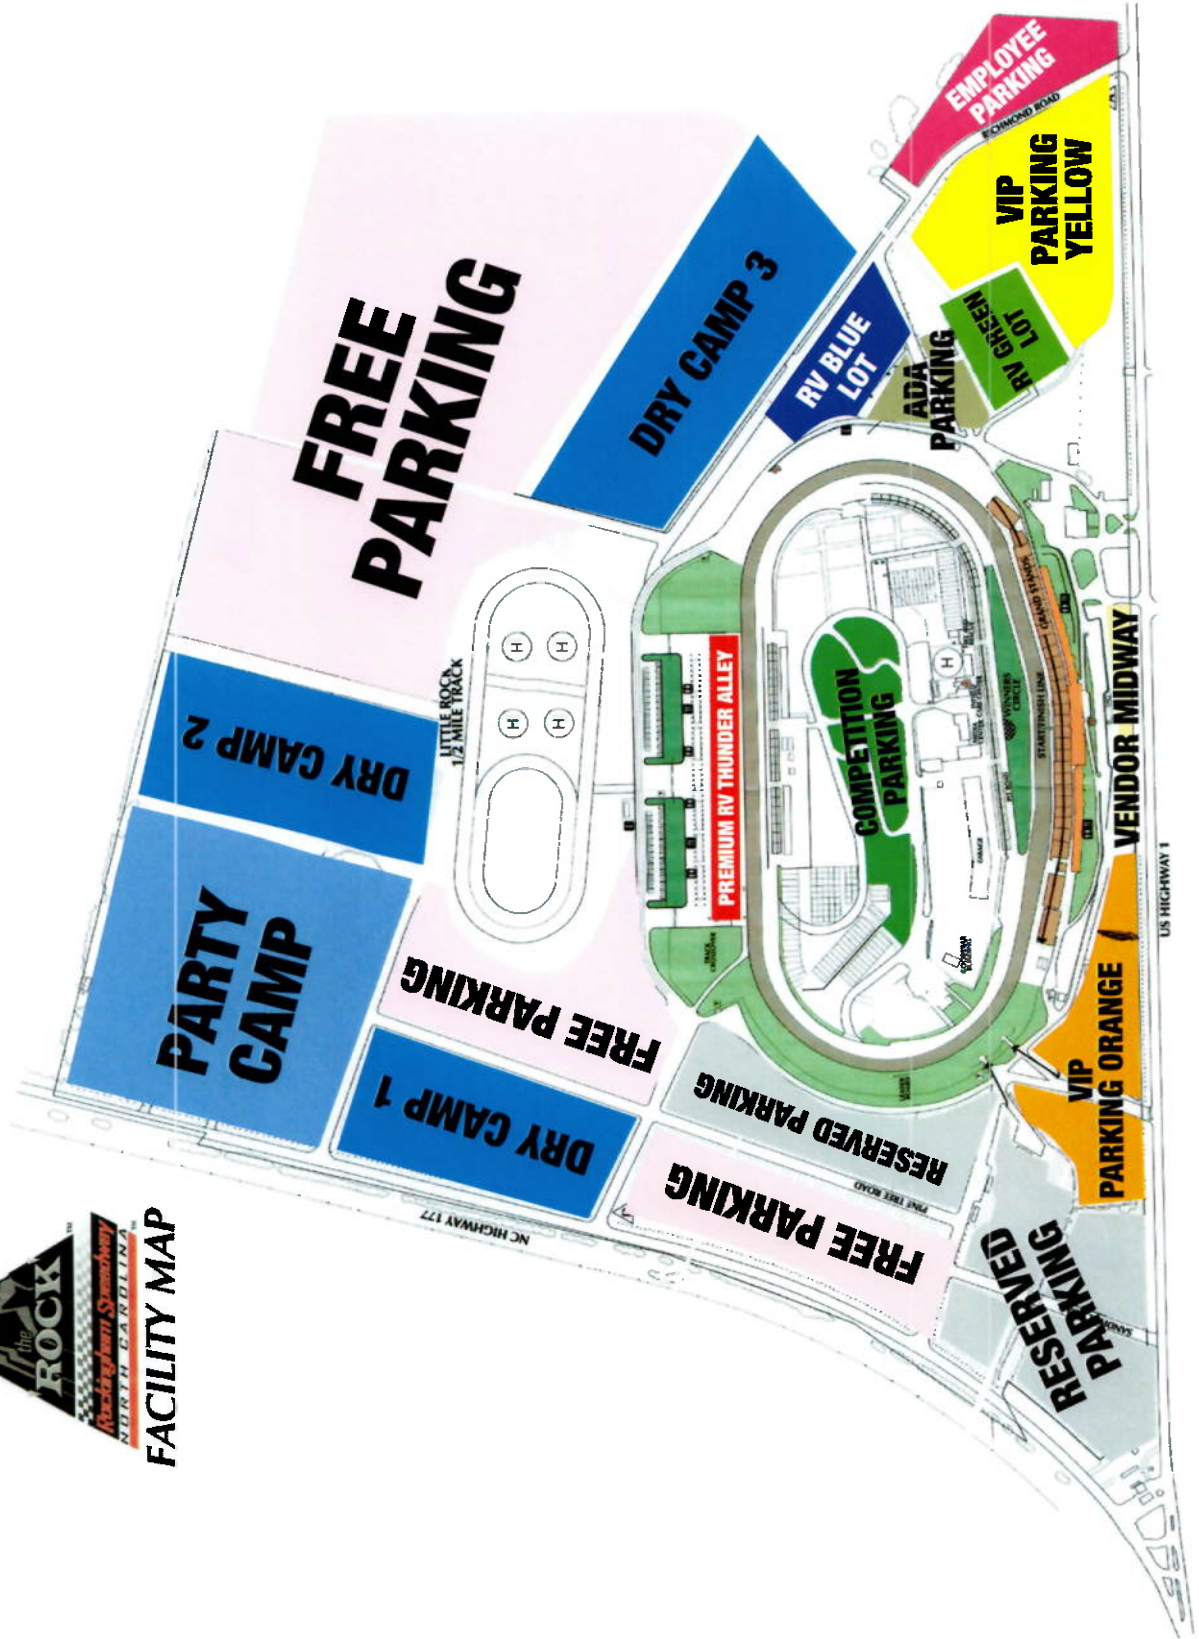 the
ROCK
TM
Rockingham Speedway
NORTH CAROLINA
FACILITY MAP
EMPLOYEE
PARKING
RICHMOND ROAD
VIP
PARKING
YELLOW
RV GREEN
LOT
ADA
PARKING
RV BLUE
LOT
DRY CAMP 3
FREE
PARKING
DRY CAMP 2
PARTY
CAMP
LITTLE ROCK
1/2 MILE TRACK
H
H
H
H
PREMIUM RV THUNDER ALLEY
COMPETITION
PARKING
H
WINNERS
CIRCLE
START/FINISH LINE
GRAND STANDS
GARAGE
VENDOR MIDWAY
US HIGHWAY 1
VIP
PARKING ORANGE
TRACK
CROSSOVER
FREE PARKING
DRY CAMP 1
RESERVED PARKING
PINE TREE ROAD
FREE PARKING
NC HIGHWAY 177
RESERVED
PARKING